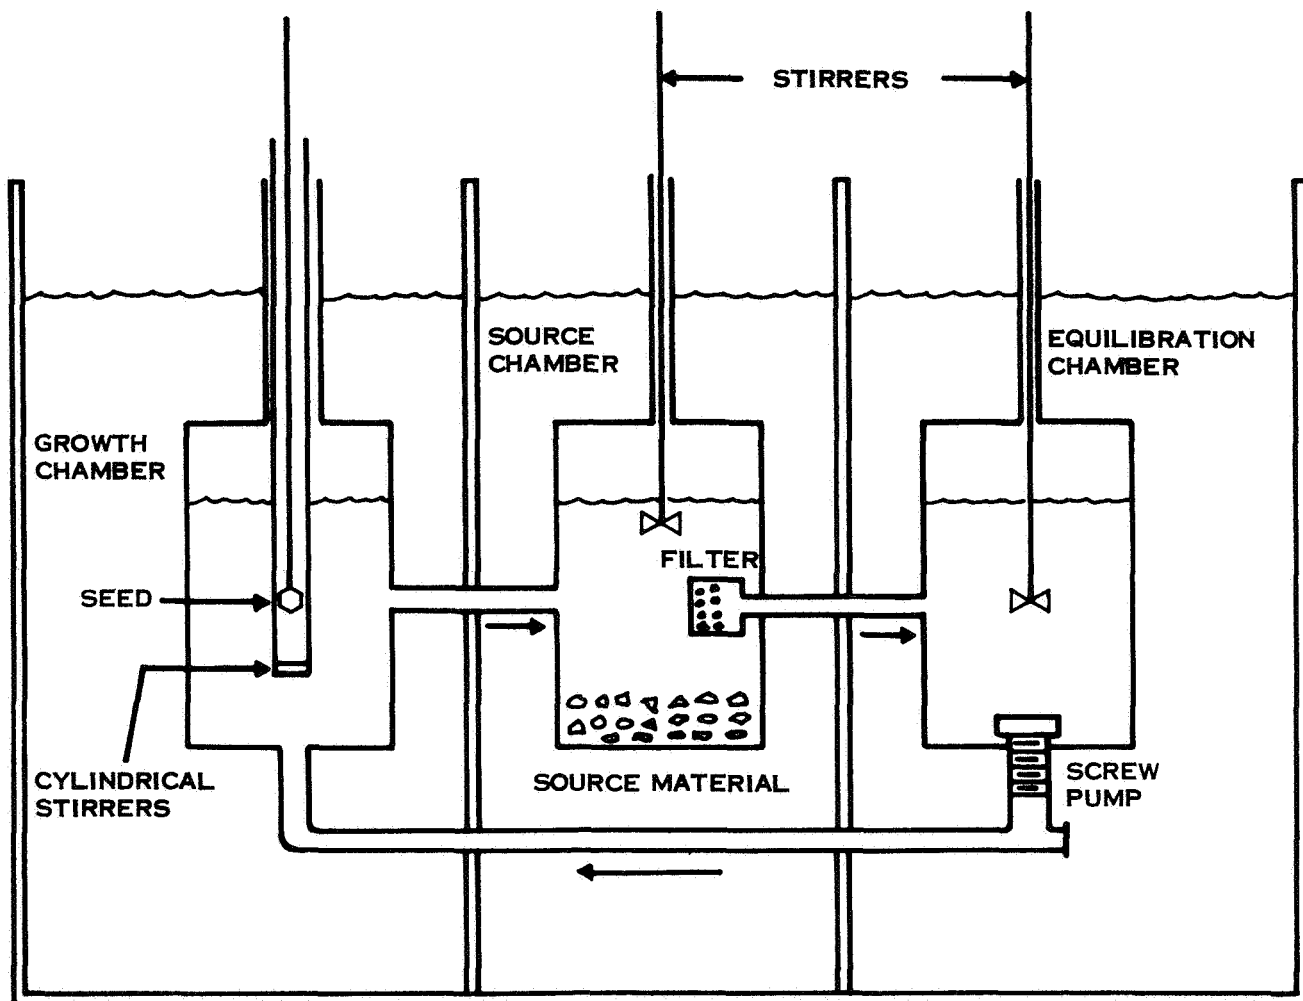 STIRRERS
SOURCE
CHAMBER
EQUILIBRATION
CHAMBER
GROWTH
CHAMBER
FILTER
SEED
CYLINDRICAL
STIRRERS
SOURCE MATERIAL
SCREW
PUMP